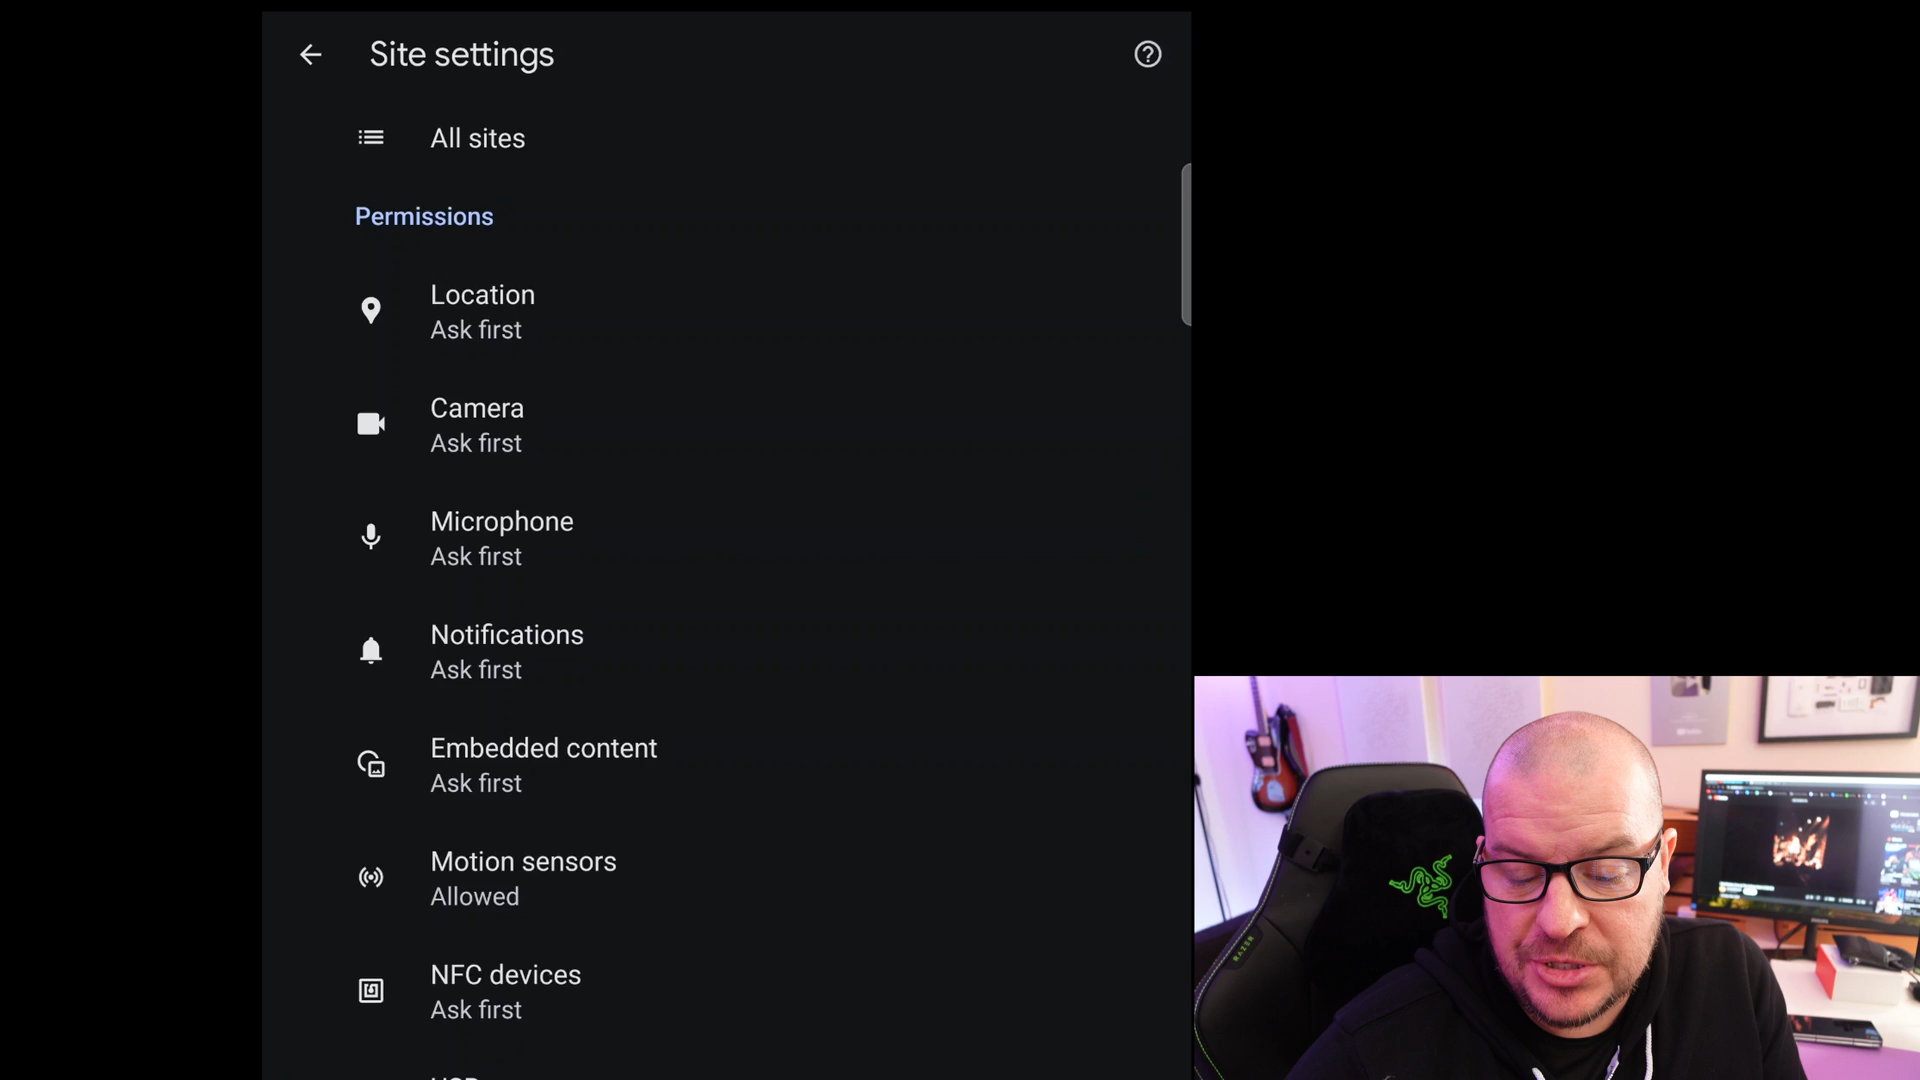 Site settings
All sites
Permissions
Location
Ask first
Camera
Ask first
Microphone
Ask first
Notifications
Ask first
Embedded content
Ask first
Motion sensors
Allowed
NFC devices
Ask first
RAZER